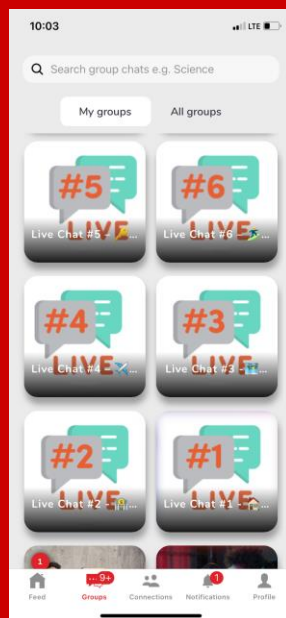 10:03
LTE
Search group chats e.g. Science
My groups All groups
#5 #6
LIVE LIVE
Live Chat #5 - 🔑... Live Chat #6 - 🏄...
#4 #3
LIVE LIVE
Live Chat #4 - ✈️... Live Chat #3 - 🏞️...
#2 #1
LIVE LIVE
Live Chat #2 - ... Live Chat #1 - 🏠...
1 ... 9+ 1
Feed Groups Connections Notifications Profile